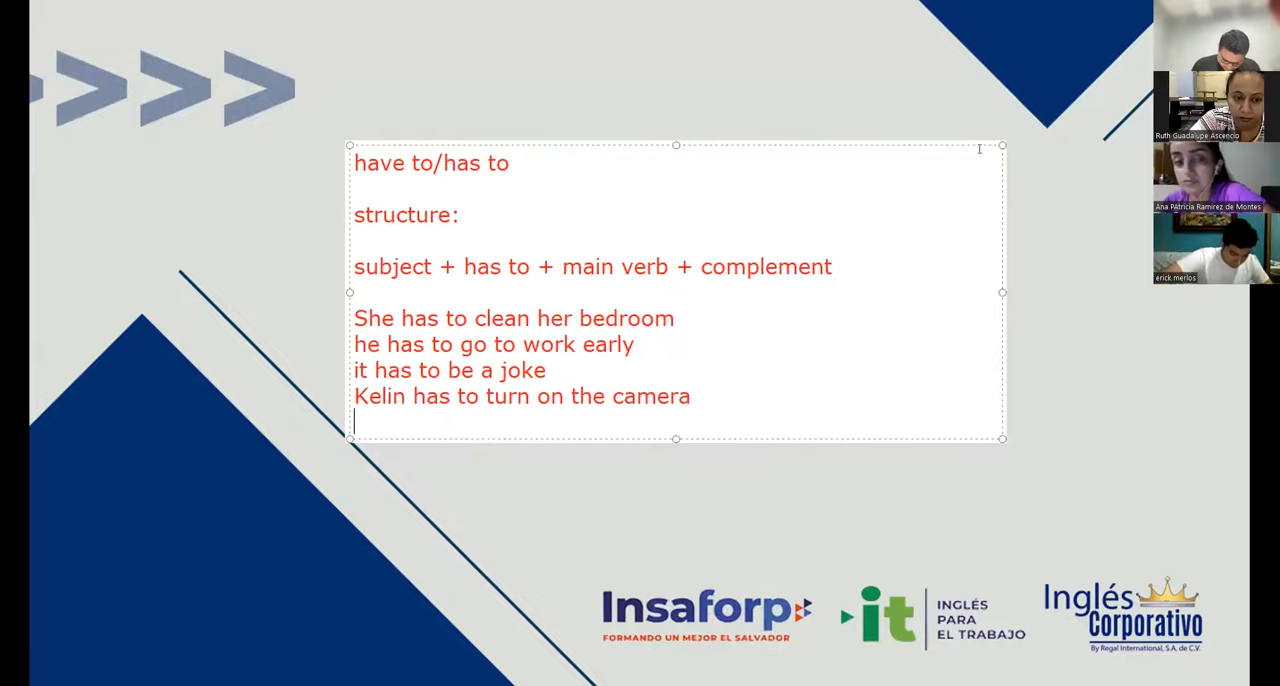 have to/has to
structure:
subject + has to + main verb + complement
She has to clean her bedroom
he has to go to work early
it has to be a joke
Kelin has to turn on the camera
Ruth Guadalupe Ascencio
Ana PAtricia Ramirez de Montes
erick merlos
Insaforp
FORMANDO UN MEJOR EL SALVADOR
it
INGLÉS
PARA
EL TRABAJO
Inglés
Corporativo
By Regal International, S.A. de C.V.